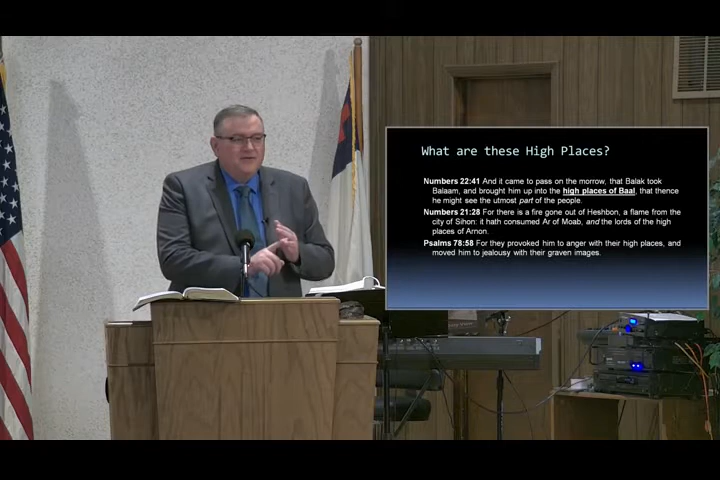 What are these High Places?
Numbers 22:41 And it came to pass on the morrow, that Balak took
Balaam, and brought him up into the high places of Baal, that thence
he might see the utmost part of the people.
Numbers 21:28 For there is a fire gone out of Heshbon, a flame from the
city of Sihon: it hath consumed Ar of Moab, and the lords of the high
places of Arnon.
Psalms 78:58 For they provoked him to anger with their high places, and
moved him to jealousy with their graven images.